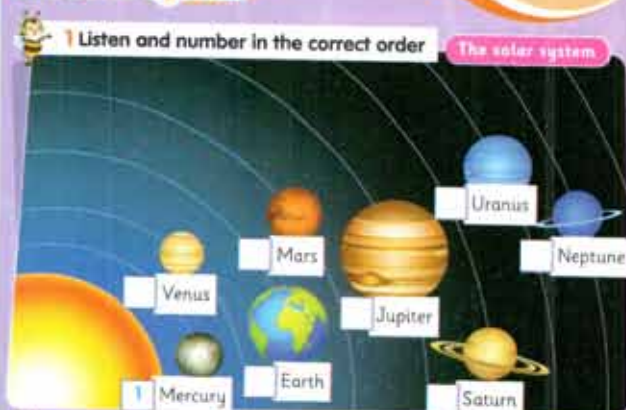 1 Listen and number in the correct order
The solar system
Uranus
Mars
Neptune
Venus
Jupiter
Earth
1 Mercury
Saturn